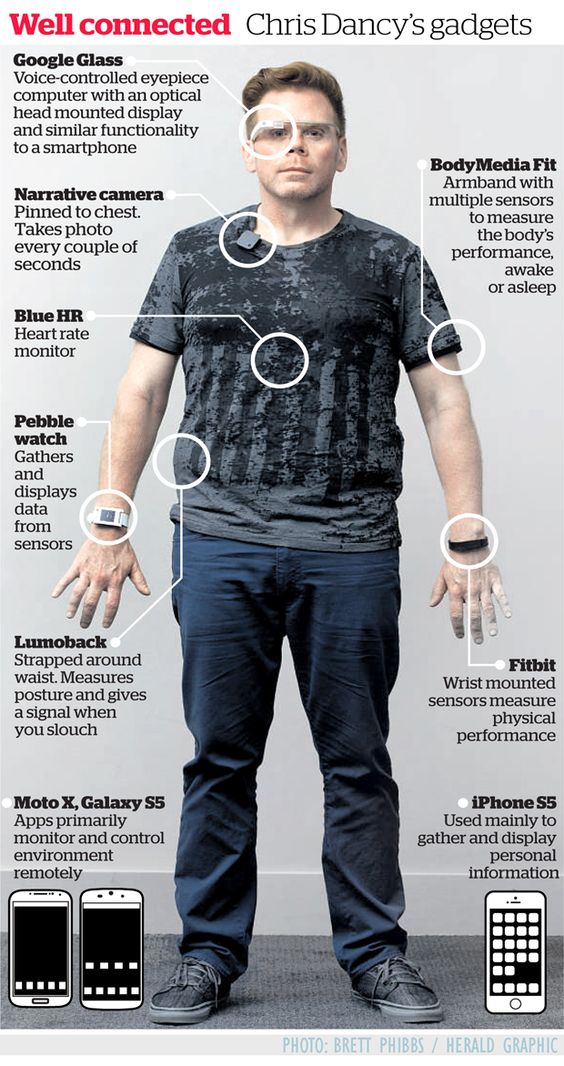 Well connected Chris Dancy's gadgets
Google Glass
Voice-controlled eyepiece
computer with an optical
head mounted display
and similar functionality
to a smartphone
BodyMedia Fit
Armband with
multiple sensors
to measure
the body's
performance,
awake
or asleep
Narrative camera
Pinned to chest.
Takes photo
every couple of
seconds
Blue HR
Heart rate
monitor
Pebble
watch
Gathers
and
displays
data
from
sensors
Lumoback
Strapped around
waist. Measures
posture and gives
a signal when
you slouch
Fitbit
Wrist mounted
sensors measure
physical
performance
Moto X, Galaxy S5
Apps primarily
monitor and control
environment
remotely
iPhone S5
Used mainly to
gather and display
personal
information
PHOTO: BRETT PHIBBS / HERALD GRAPHIC